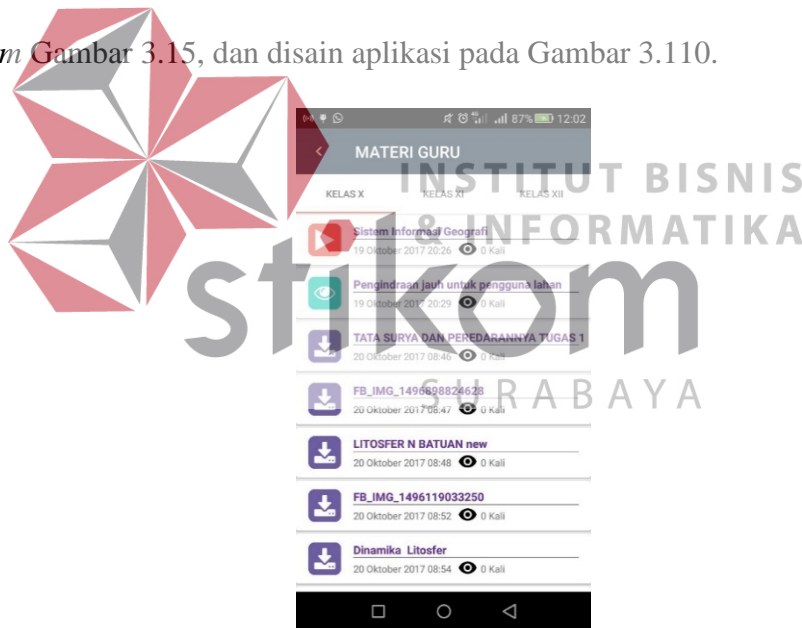 m Gambar 3.15, dan disain aplikasi pada Gambar 3.110.
87% 12:02
MATERI GURU
KELAS X KELAS XI KELAS XII
Sistem Informasi Geografi
19 Oktober 2017 20:26 0 Kali
Pengindraan jauh untuk pengguna lahan
19 Oktober 2017 20:29 0 Kali
TATA SURYA DAN PEREDARANNYA TUGAS 1
20 Oktober 2017 08:46 0 Kali
FB_IMG_1496898824628
20 Oktober 2017 08:47 0 Kali
LITOSFER N BATUAN new
20 Oktober 2017 08:48 0 Kali
FB_IMG_1496119033250
20 Oktober 2017 08:52 0 Kali
Dinamika Litosfer
20 Oktober 2017 08:54 0 Kali
INSTITUT BISNIS
& INFORMATIKA
stikom
SURABAYA